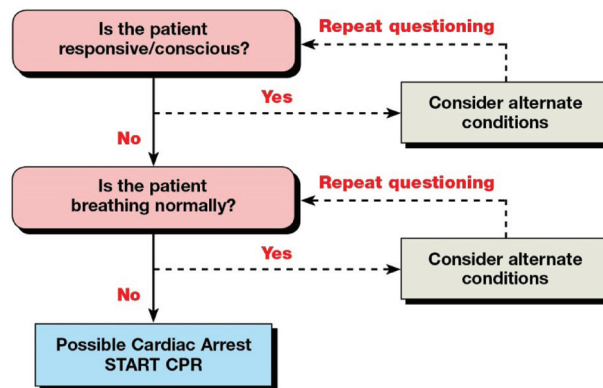 Is the patient
responsive/conscious?
Repeat questioning
Yes
Consider alternate
conditions
No
Is the patient
breathing normally?
Repeat questioning
Yes
Consider alternate
conditions
No
Possible Cardiac Arrest
START CPR